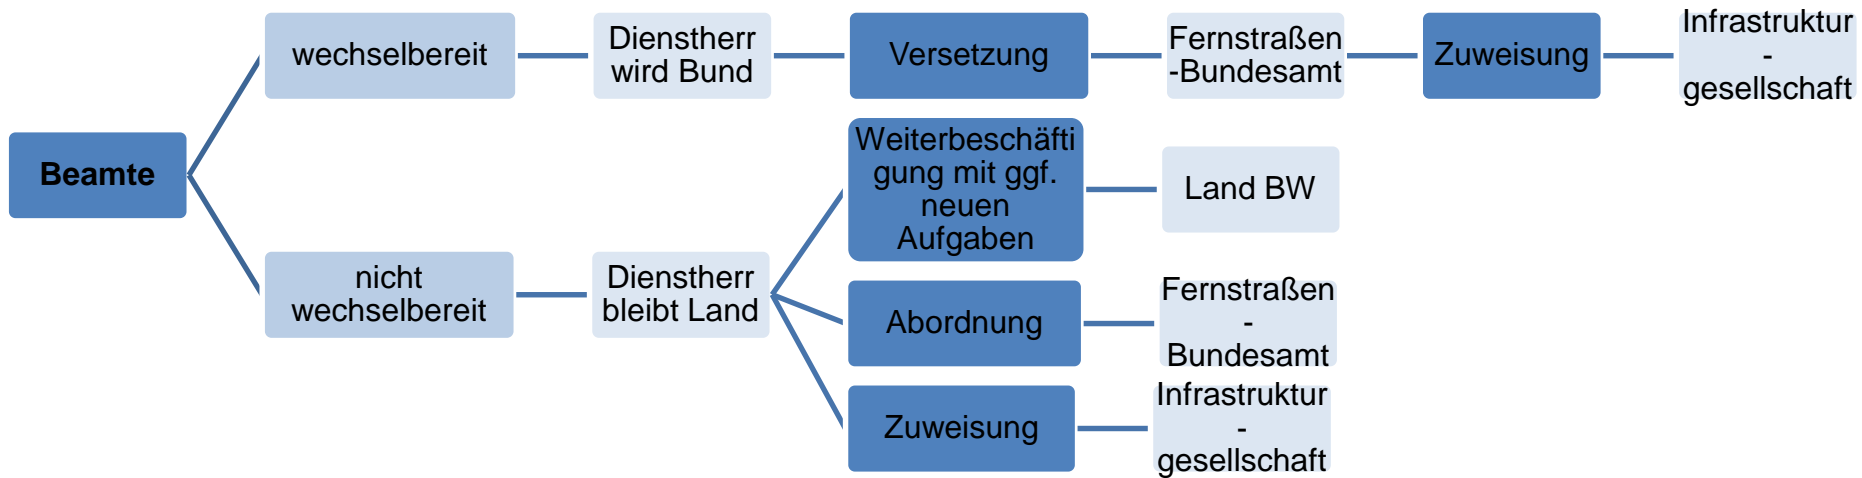 Beamte
wechselbereit
Dienstherr
wird Bund
Versetzung
Fernstraßen
-Bundesamt
Zuweisung
Infrastruktur
-
gesellschaft
nicht
wechselbereit
Dienstherr
bleibt Land
Weiterbeschäfti
gung mit ggf.
neuen
Aufgaben
Land BW
Abordnung
Fernstraßen
-
Bundesamt
Zuweisung
Infrastruktur
-
gesellschaft